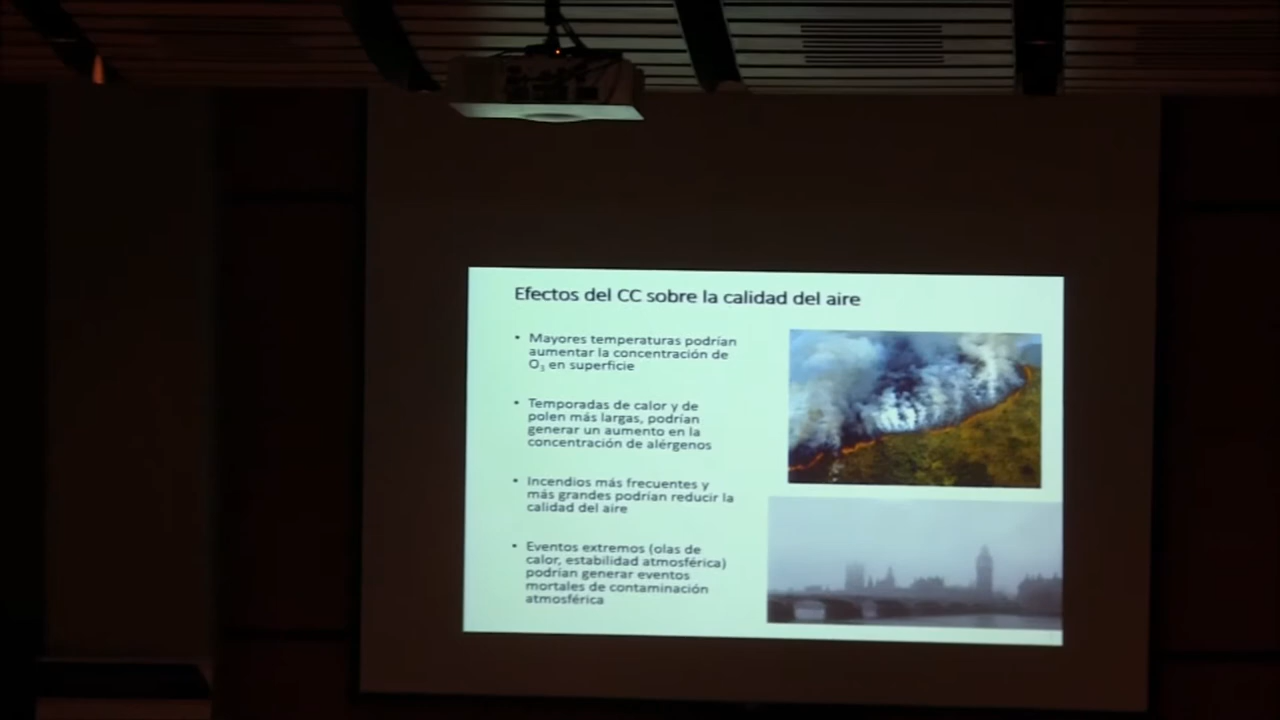 Efectos del CC sobre la calidad del aire
• Mayores temperaturas podrían
aumentar la concentración de
O₃ en superficie
• Temporadas de calor y de
polen más largas, podrían
generar un aumento en la
concentración de alérgenos
• Incendios más frecuentes y
más grandes podrían reducir la
calidad del aire
• Eventos extremos (olas de
calor, estabilidad atmosférica)
podrían generar eventos
mortales de contaminación
atmosférica